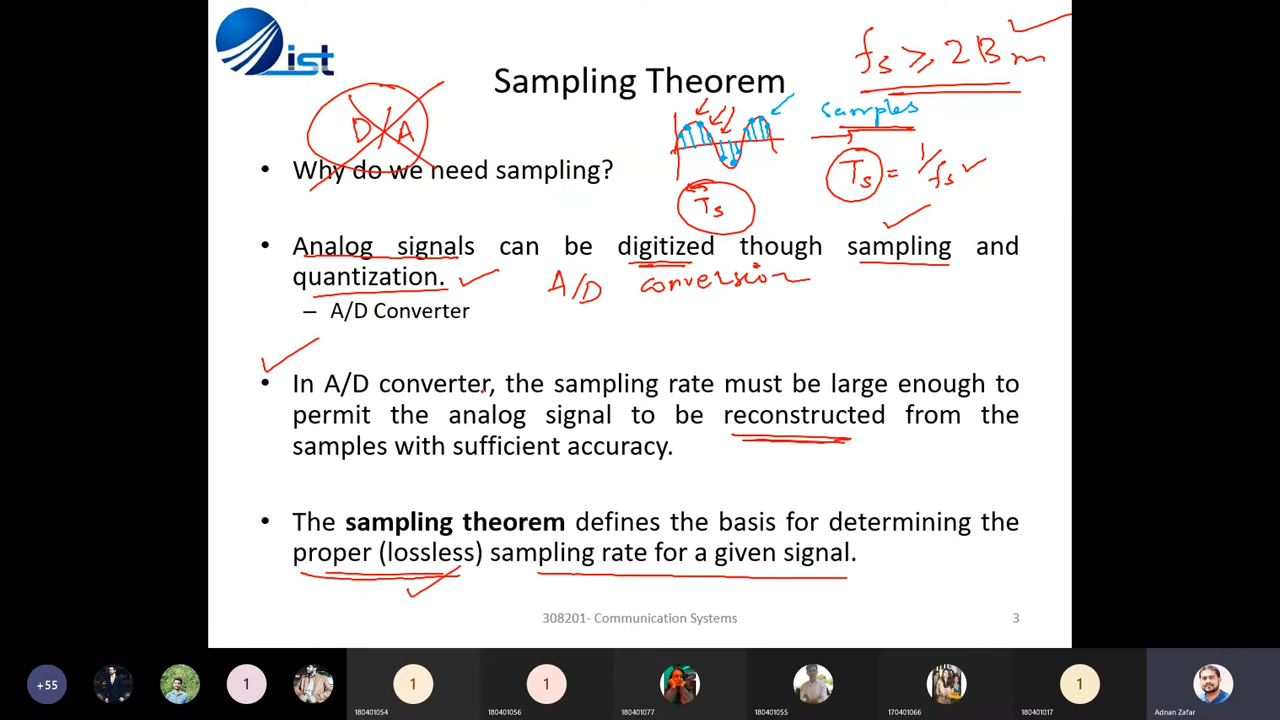 ist
fs ≥ 2Bm
Sampling Theorem
samples
D/A
Ts = 1/fs
• Why do we need sampling?
Ts
• Analog signals can be digitized though sampling and
quantization.
A/D conversion
– A/D Converter
• In A/D converter, the sampling rate must be large enough to
permit the analog signal to be reconstructed from the
samples with sufficient accuracy.
• The sampling theorem defines the basis for determining the
proper (lossless) sampling rate for a given signal.
308201- Communication Systems
3
+55
1
1
1
1
180401054
180401056
180401077
180401055
170401066
180401017
Adnan Zafar